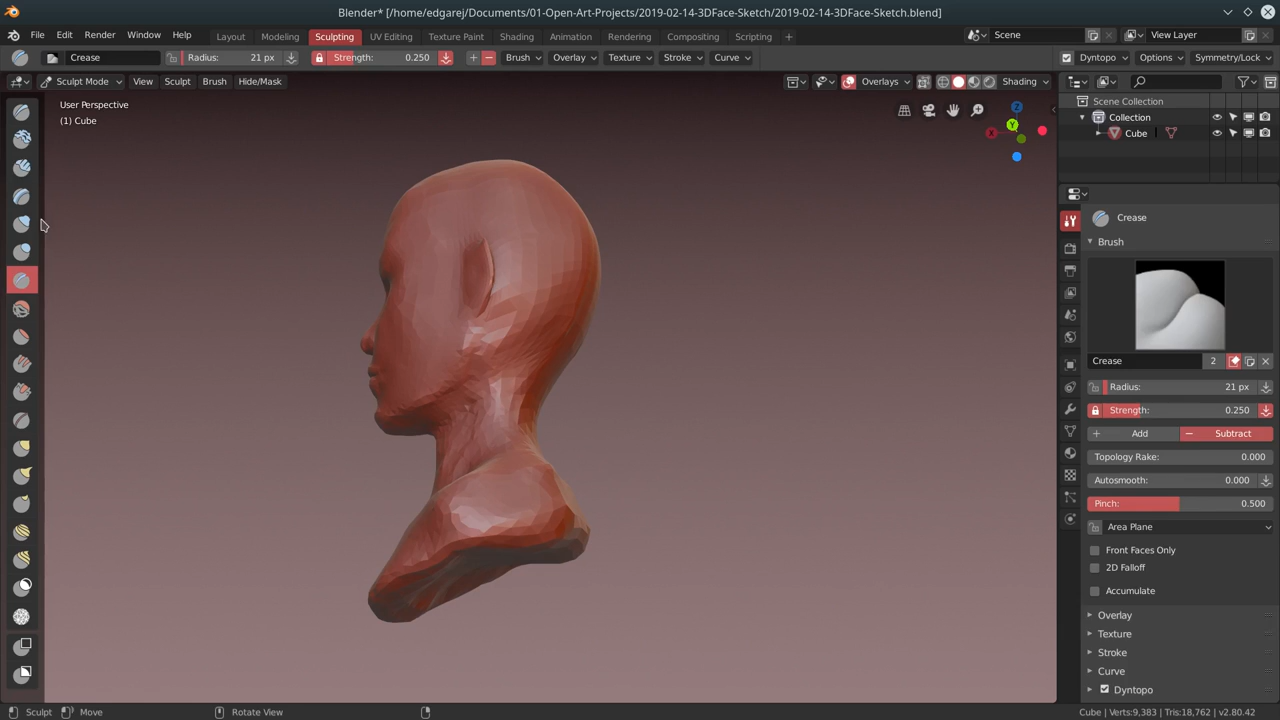 Blender* [/home/edgarej/Documents/01-Open-Art-Projects/2019-02-14-3DFace-Sketch/2019-02-14-3DFace-Sketch.blend]
File Edit Render Window Help Layout Modeling Sculpting UV Editing Texture Paint Shading Animation Rendering Compositing Scripting + Scene View Layer
Crease Radius: 21 px Strength: 0.250 + − Brush Overlay Texture Stroke Curve Dyntopo Options Symmetry/Lock
Sculpt Mode View Sculpt Brush Hide/Mask Overlays Shading
User Perspective
(1) Cube
Z
Y
X
Scene Collection
Collection
Cube
Crease
Brush
Crease 2
Radius: 21 px
Strength: 0.250
+ Add − Subtract
Topology Rake: 0.000
Autosmooth: 0.000
Pinch: 0.500
Area Plane
Front Faces Only
2D Falloff
Accumulate
Overlay
Texture
Stroke
Curve
Dyntopo
Sculpt Move Rotate View Cube | Verts:9,383 | Tris:18,762 | v2.80.42